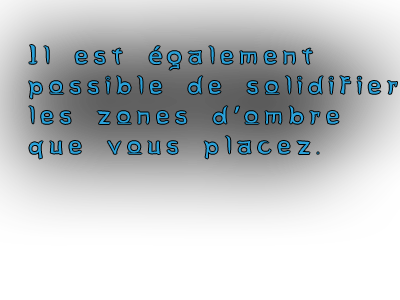 Il est également
possible de solidifier
les zones d'ombre
que vous placez.